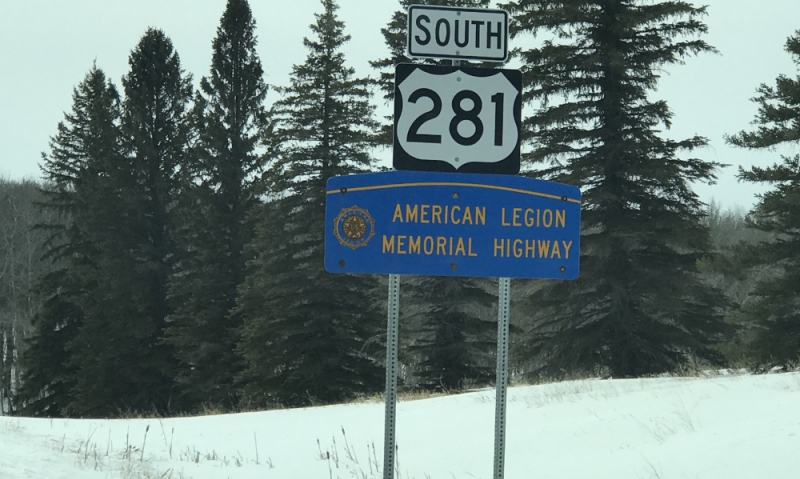 SOUTH
281
AMERICAN LEGION
MEMORIAL HIGHWAY